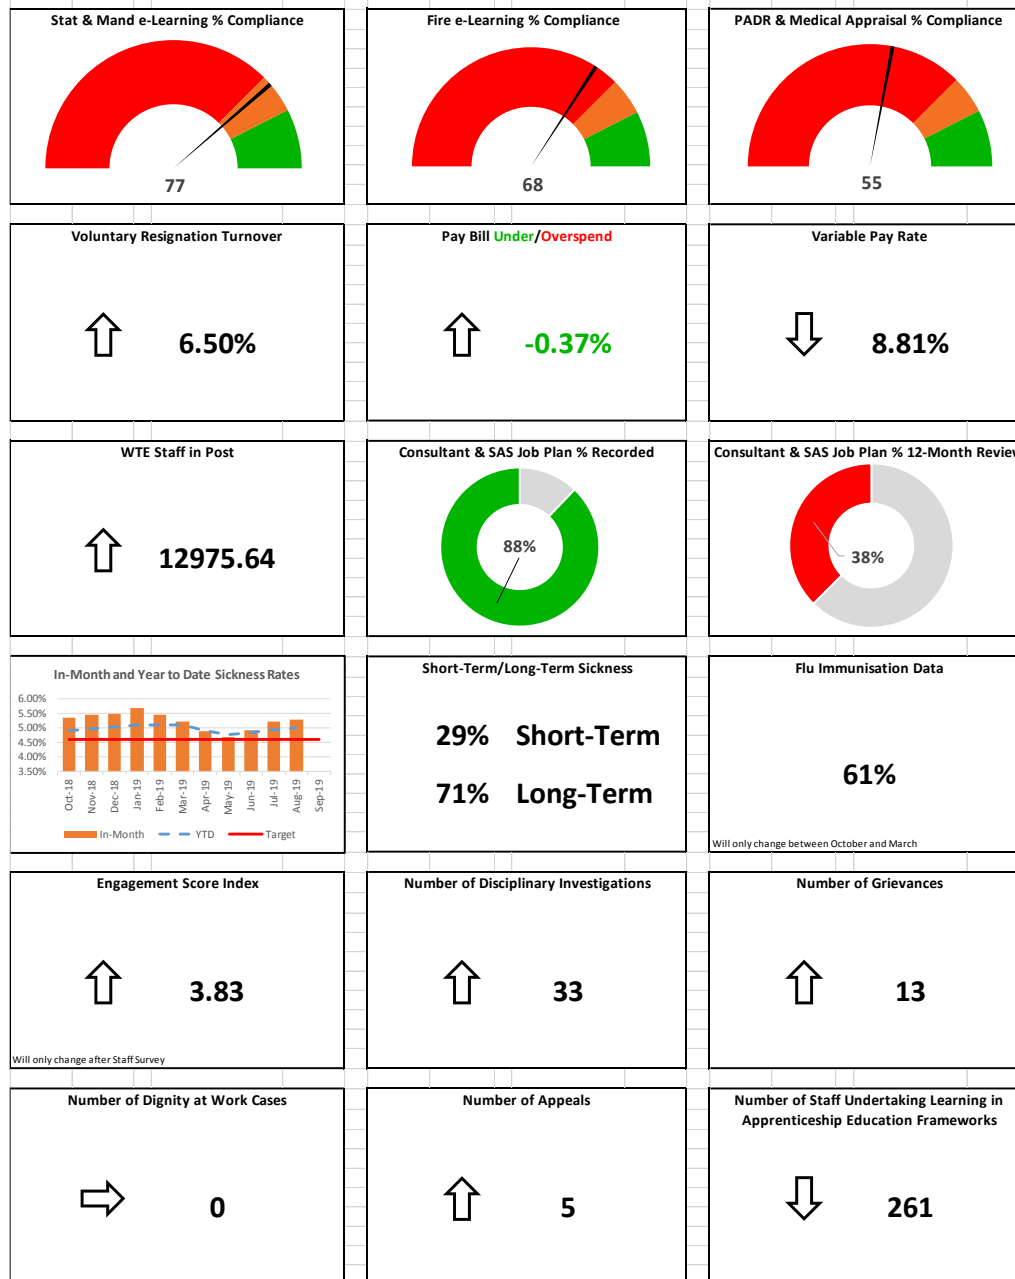 Stat & Mand e-Learning % Compliance
77
Fire e-Learning % Compliance
68
PADR & Medical Appraisal % Compliance
55
Voluntary Resignation Turnover
6.50%
Pay Bill Under/Overspend
-0.37%
Variable Pay Rate
8.81%
WTE Staff in Post
12975.64
Consultant & SAS Job Plan % Recorded
88%
Consultant & SAS Job Plan % 12-Month Review
38%
In-Month and Year to Date Sickness Rates
6.00%
5.50%
5.00%
4.50%
4.00%
3.50%
Oct-18
Nov-18
Dec-18
Jan-19
Feb-19
Mar-19
Apr-19
May-19
Jun-19
Jul-19
Aug-19
Sep-19
In-Month
YTD
Target
Short-Term/Long-Term Sickness
29% Short-Term
71% Long-Term
Flu Immunisation Data
61%
Will only change between October and March
Engagement Score Index
3.83
Will only change after Staff Survey
Number of Disciplinary Investigations
33
Number of Grievances
13
Number of Dignity at Work Cases
0
Number of Appeals
5
Number of Staff Undertaking Learning in
Apprenticeship Education Frameworks
261